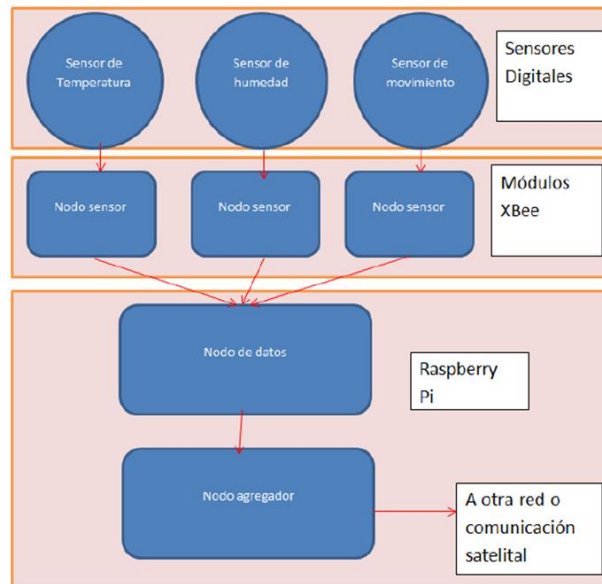 Sensor de
Temperatura
Sensor de
humedad
Sensor de
movimiento
Sensores
Digitales
Nodo sensor
Nodo sensor
Nodo sensor
Módulos
XBee
Nodo de datos
Raspberry
Pi
Nodo agregador
A otra red o
comunicación
satelital